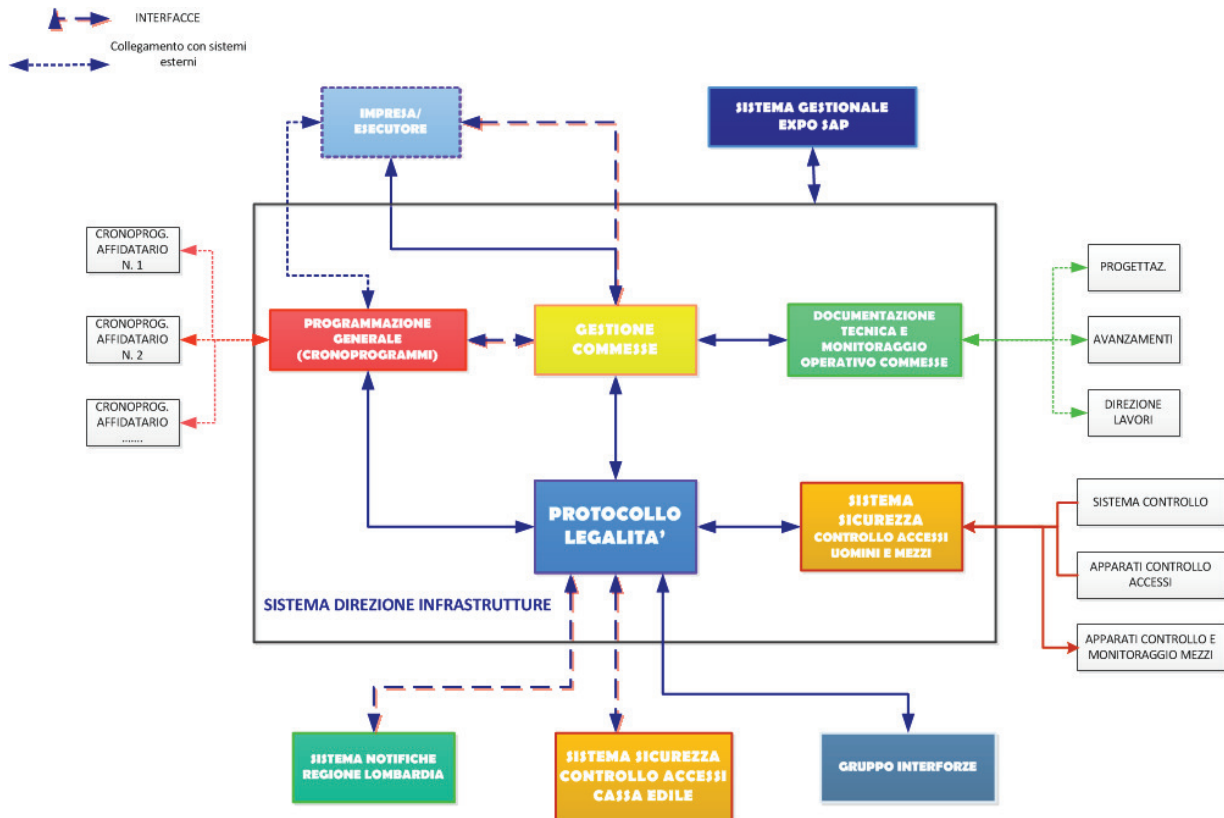 INTERFACCE
Collegamento con sistemi
esterni
IMPRESA/
ESECUTORE
SISTEMA GESTIONALE
EXPO SAP
CRONOPROG.
AFFIDATARIO
N. 1
CRONOPROG.
AFFIDATARIO
N. 2
CRONOPROG.
AFFIDATARIO
.......
PROGRAMMAZIONE
GENERALE
(CRONOPROGRAMMI)
GESTIONE
COMMESSE
DOCUMENTAZIONE
TECNICA E
MONITORAGGIO
OPERATIVO COMMESSE
PROGETTAZ.
AVANZAMENTI
DIREZIONE
LAVORI
PROTOCOLLO
LEGALITA’
SISTEMA
SICUREZZA
CONTROLLO ACCESSI
UOMINI E MEZZI
SISTEMA CONTROLLO
APPARATI CONTROLLO
ACCESSI
APPARATI CONTROLLO E
MONITORAGGIO MEZZI
SISTEMA DIREZIONE INFRASTRUTTURE
SISTEMA NOTIFICHE
REGIONE LOMBARDIA
SISTEMA SICUREZZA
CONTROLLO ACCESSI
CASSA EDILE
GRUPPO INTERFORZE